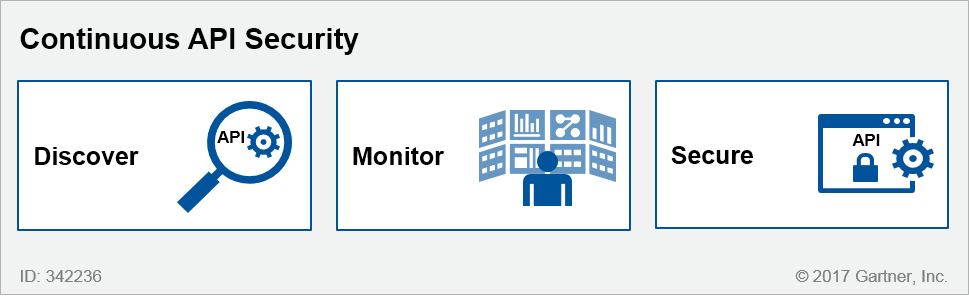 Continuous API Security
Discover
API
Monitor
Secure
API
ID: 342236
© 2017 Gartner, Inc.